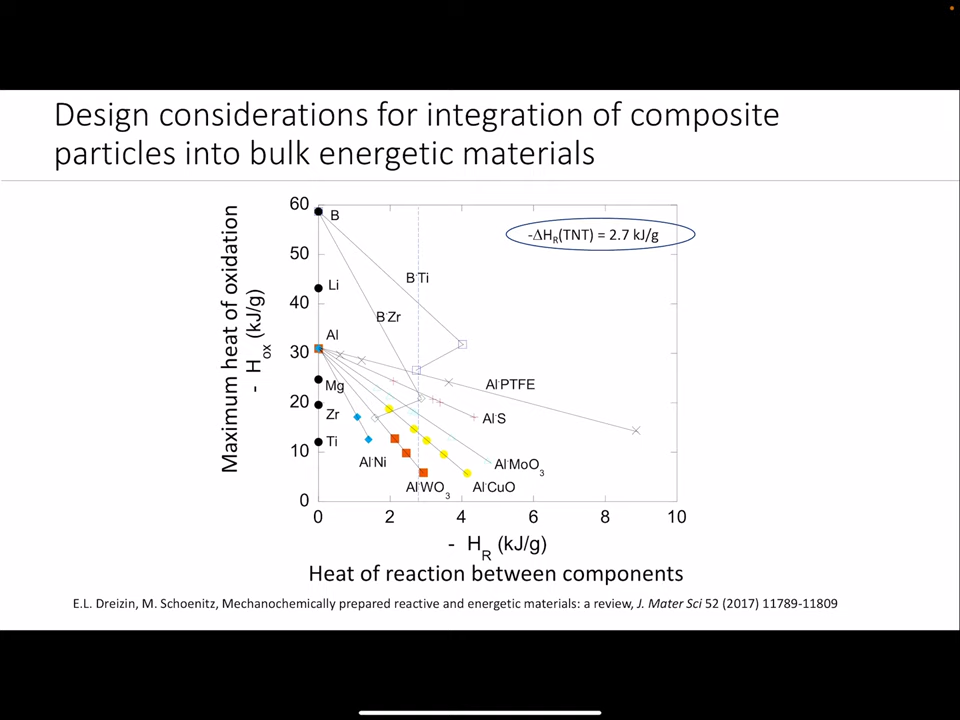 Design considerations for integration of composite
particles into bulk energetic materials
Maximum heat of oxidation
- H_ox (kJ/g)
60
50
40
30
20
10
0
B
Li
Al
Mg
Zr
Ti
B·Ti
B·Zr
Al·PTFE
Al·S
Al·MoO₃
Al·CuO
Al·WO₃
Al·Ni
-ΔH_R(TNT) = 2.7 kJ/g
0 2 4 6 8 10
- H_R (kJ/g)
Heat of reaction between components
E.L. Dreizin, M. Schoenitz, Mechanochemically prepared reactive and energetic materials: a review, J. Mater Sci 52 (2017) 11789-11809